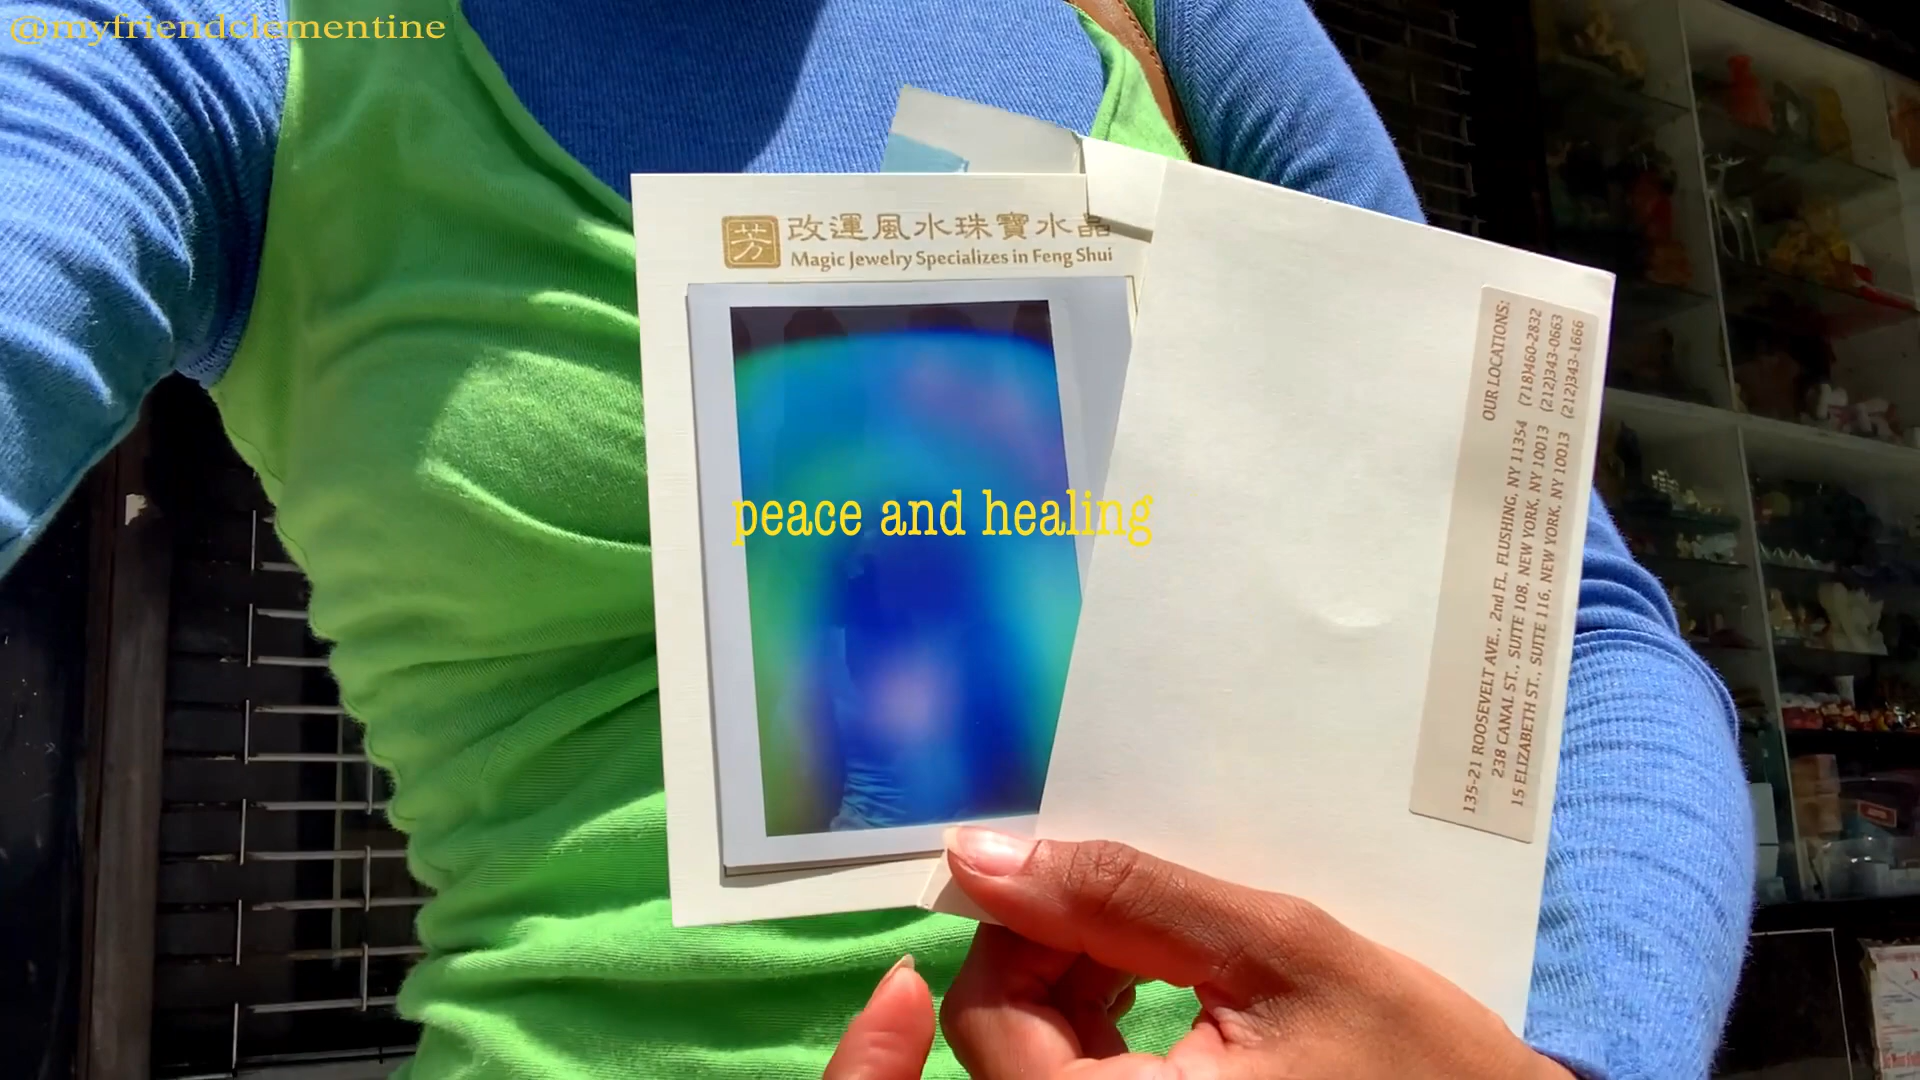 @myfriendclementine
芳
改運風水珠寶水晶
Magic Jewelry Specializes in Feng Shui
peace and healing
OUR LOCATIONS:
135-21 ROOSEVELT AVE., 2nd FL. FLUSHING, NY 11354 (718)460-2832
238 CANAL ST., SUITE 108, NEW YORK, NY 10013 (212)343-0663
15 ELIZABETH ST., SUITE 116, NEW YORK, NY 10013 (212)343-1666